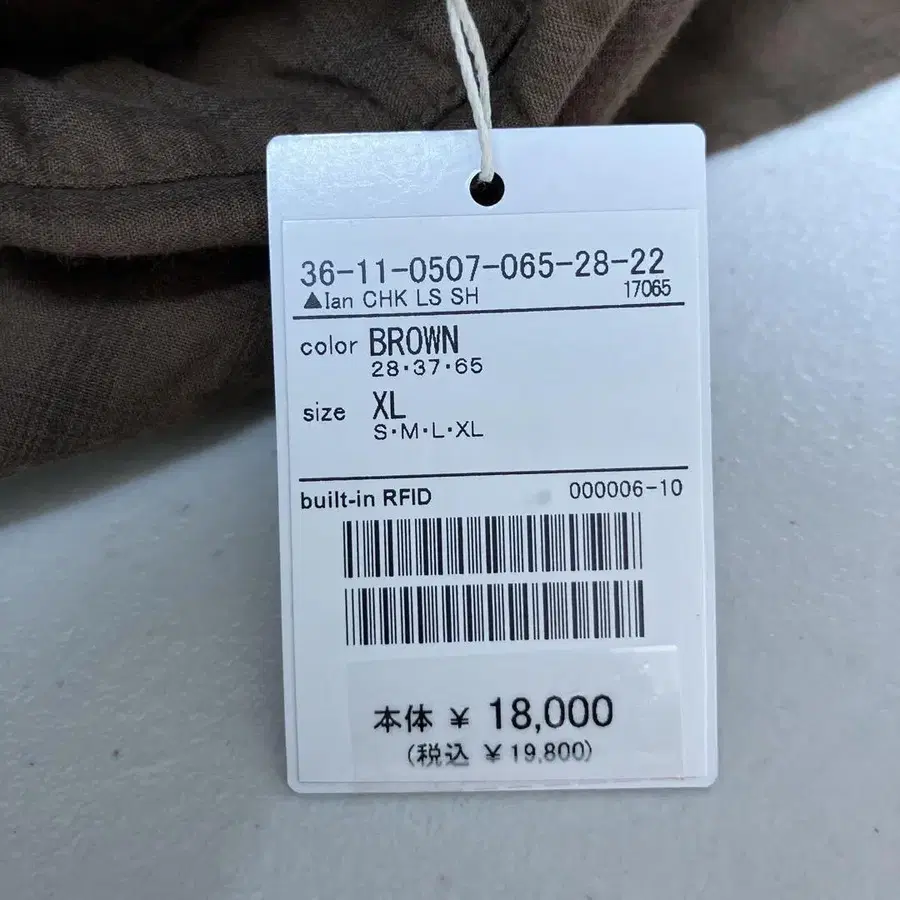 36-11-0507-065-28-22
▲Ian CHK LS SH 17065
color BROWN
28・37・65
size XL
S・M・L・XL
built-in RFID 000006-10
本体 ¥ 18,000
(税込 ¥19,800)